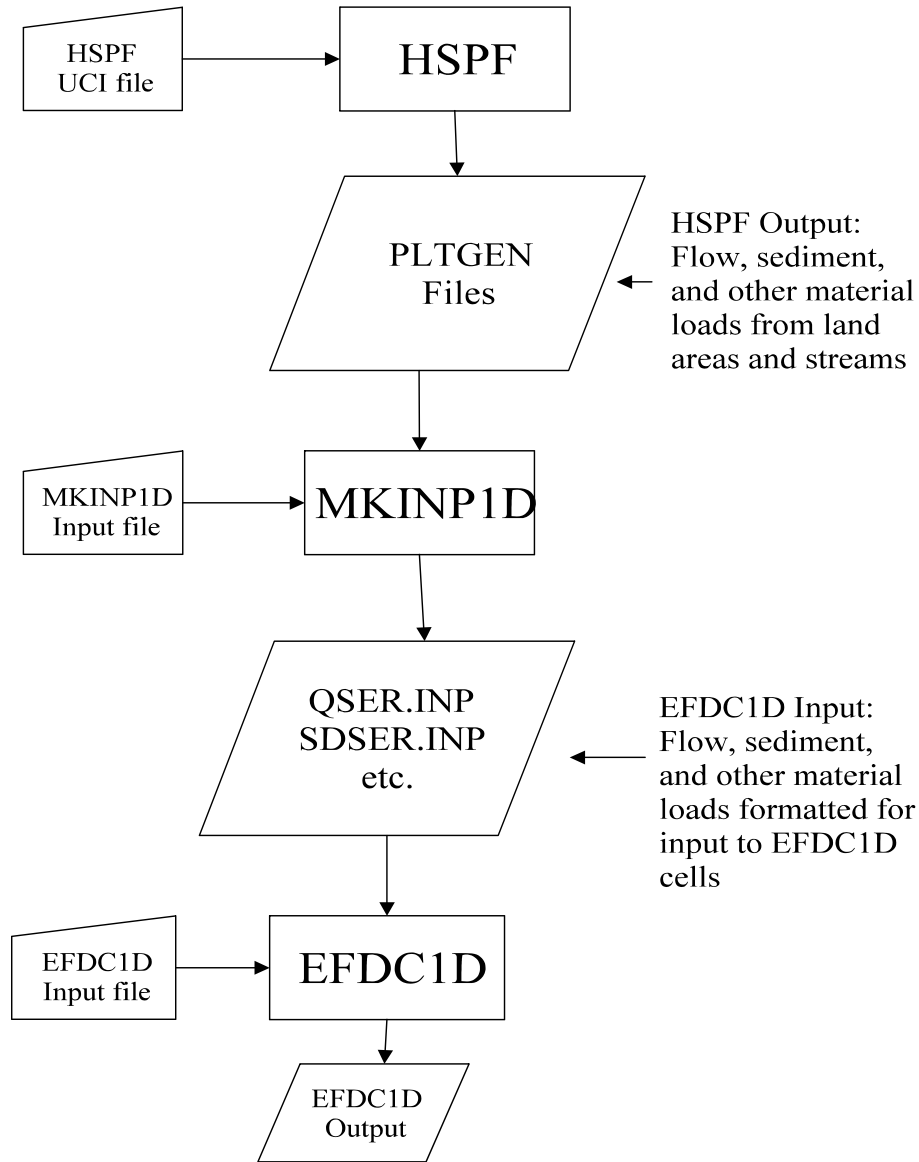 HSPF
UCI file
HSPF
PLTGEN
Files
HSPF Output:
Flow, sediment,
and other material
loads from land
areas and streams
MKINP1D
Input file
MKINP1D
QSER.INP
SDSER.INP
etc.
EFDC1D Input:
Flow, sediment,
and other material
loads formatted for
input to EFDC1D
cells
EFDC1D
Input file
EFDC1D
EFDC1D
Output